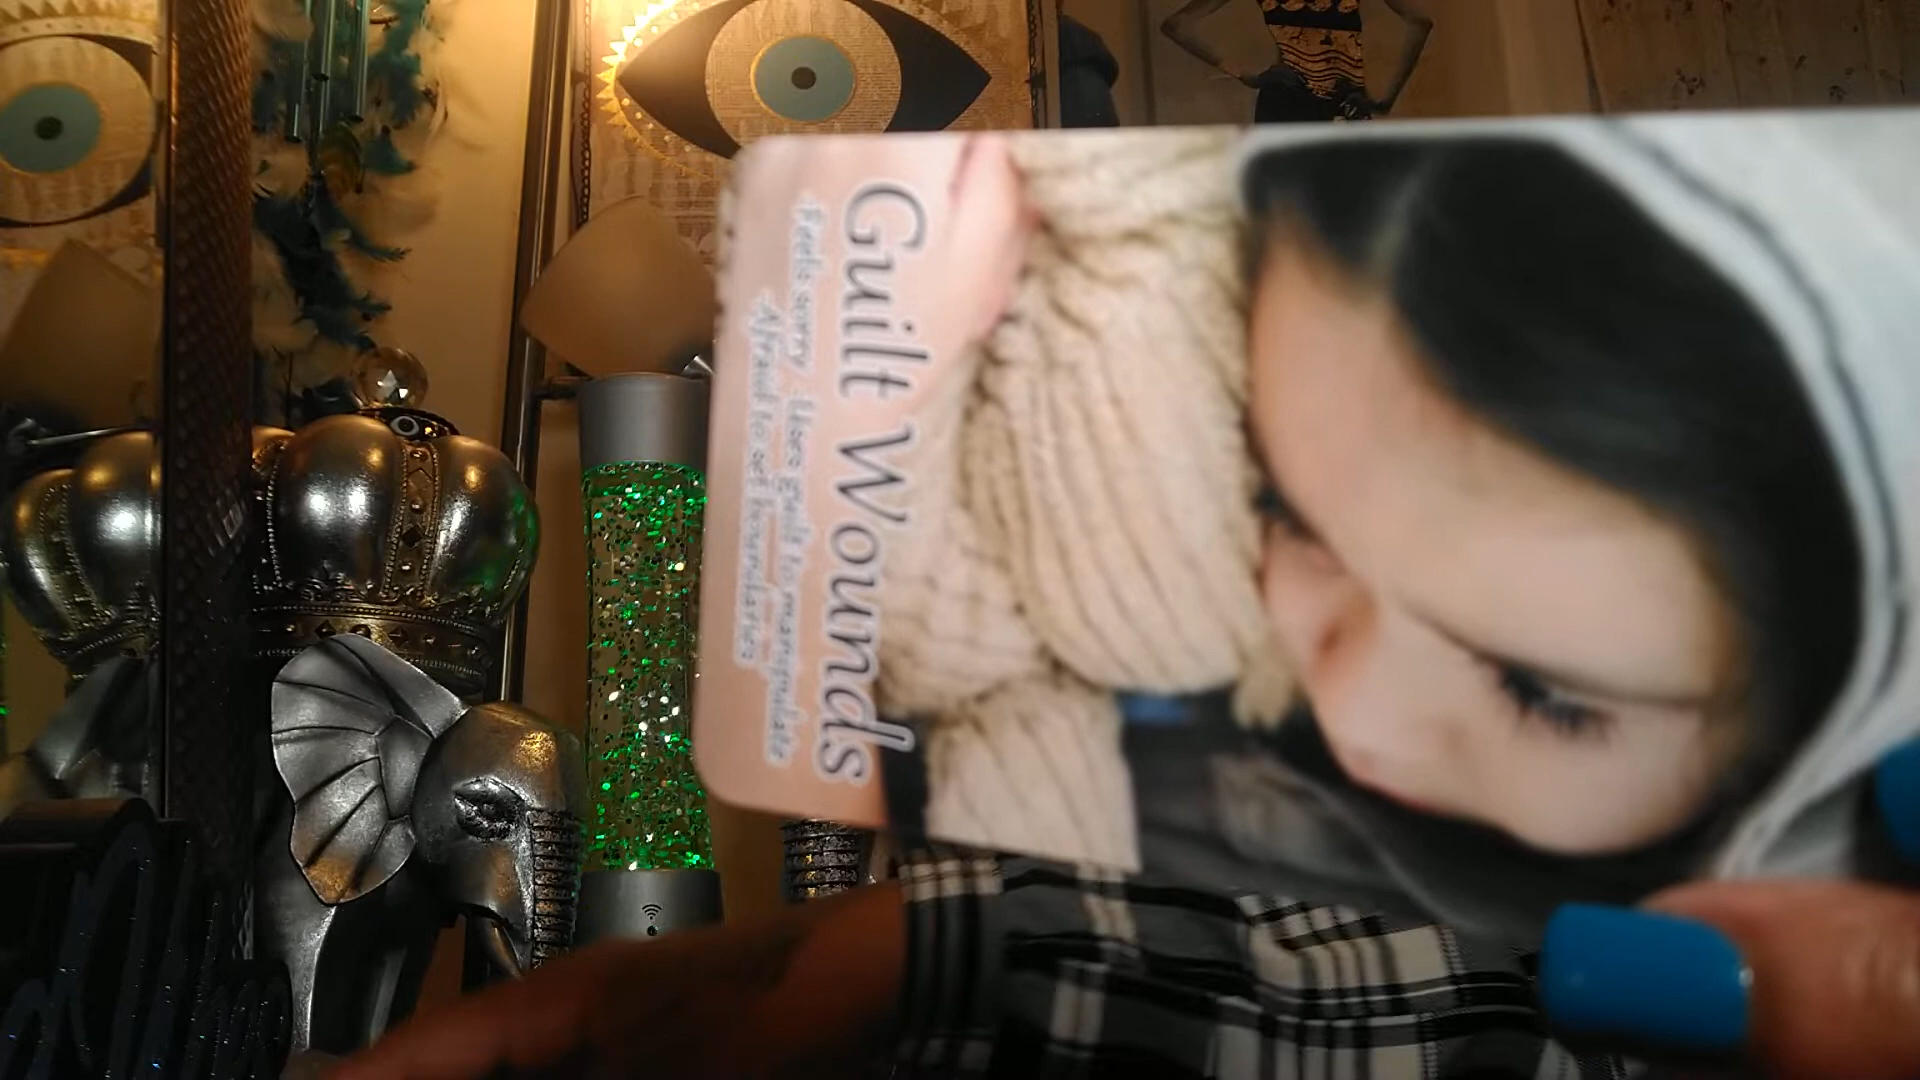 Guilt Wounds
-Feels sorry -Uses guilt to manipulate
-Afraid to set boundaries